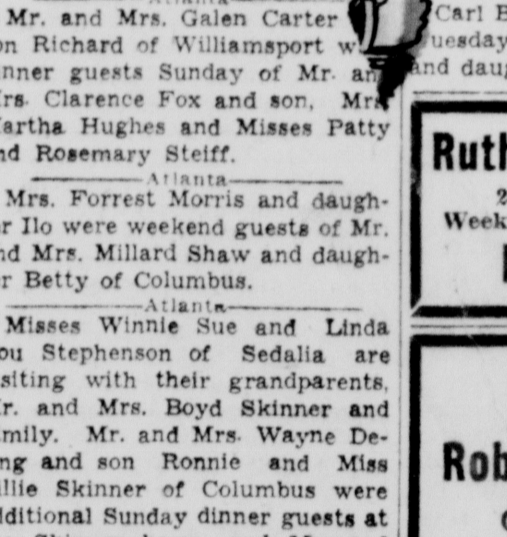 Atlanta
Mr. and Mrs. Galen Carter
on Richard of Williamsport
nner guests Sunday of Mr. an
rs. Clarence Fox and son, Mrs
artha Hughes and Misses Patty
nd Rosemary Steiff.
Atlanta
Mrs. Forrest Morris and daugh-
r Ilo were weekend guests of Mr.
nd Mrs. Millard Shaw and daugh-
r Betty of Columbus.
Atlanta
Misses Winnie Sue and Linda
ou Stephenson of Sedalia are
siting with their grandparents,
r. and Mrs. Boyd Skinner and
mily. Mr. and Mrs. Wayne De-
ng and son Ronnie and Miss
llie Skinner of Columbus were
dditional Sunday dinner guests at
Carl
uesday
and daug
Ruth
2
Week
Rob